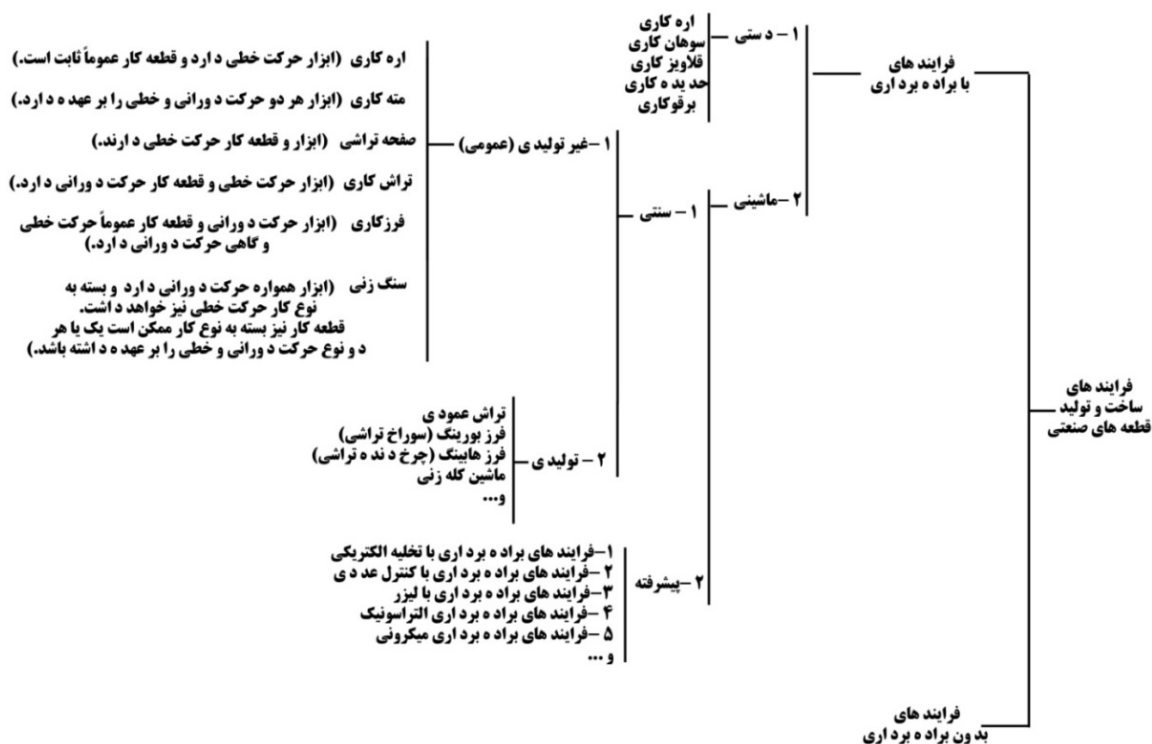 فرایند های
ساخت و تولید
قطعه های صنعتی
فرایند های
با براده برداری
۱- دستی
اره کاری
سوهان کاری
قلاویز کاری
حدیده کاری
برقوکاری
۲-ماشینی
۱- سنتی
۱-غیر تولیدی (عمومی)
اره کاری (ابزار حرکت خطی دارد و قطعه کار عموماً ثابت است.)
مته کاری (ابزار هر دو حرکت دورانی و خطی را بر عهده دارد.)
صفحه تراشی (ابزار و قطعه کار حرکت خطی دارند.)
تراش کاری (ابزار حرکت خطی و قطعه کار حرکت دورانی دارد.)
فرزکاری (ابزار حرکت دورانی و قطعه کار عموماً حرکت خطی
و گاهی حرکت دورانی دارد.)
سنگ زنی (ابزار همواره حرکت دورانی دارد و بسته به
نوع کار حرکت خطی نیز خواهد داشت.
قطعه کار نیز بسته به نوع کار ممکن است یک یا هر
دو نوع حرکت دورانی و خطی را بر عهده داشته باشد.)
۲- تولیدی
تراش عمودی
فرز بورینگ (سوراخ تراشی)
فرز هابینگ (چرخ دنده تراشی)
ماشین کله زنی
و...
۲-پیشرفته
۱-فرایند های براده برداری با تخلیه الکتریکی
۲-فرایند های براده برداری با کنترل عددی
۳-فرایند های براده برداری با لیزر
۴-فرایند های براده برداری التراسونیک
۵-فرایند های براده برداری میکرونی
و ...
فرایند های
بدون براده برداری